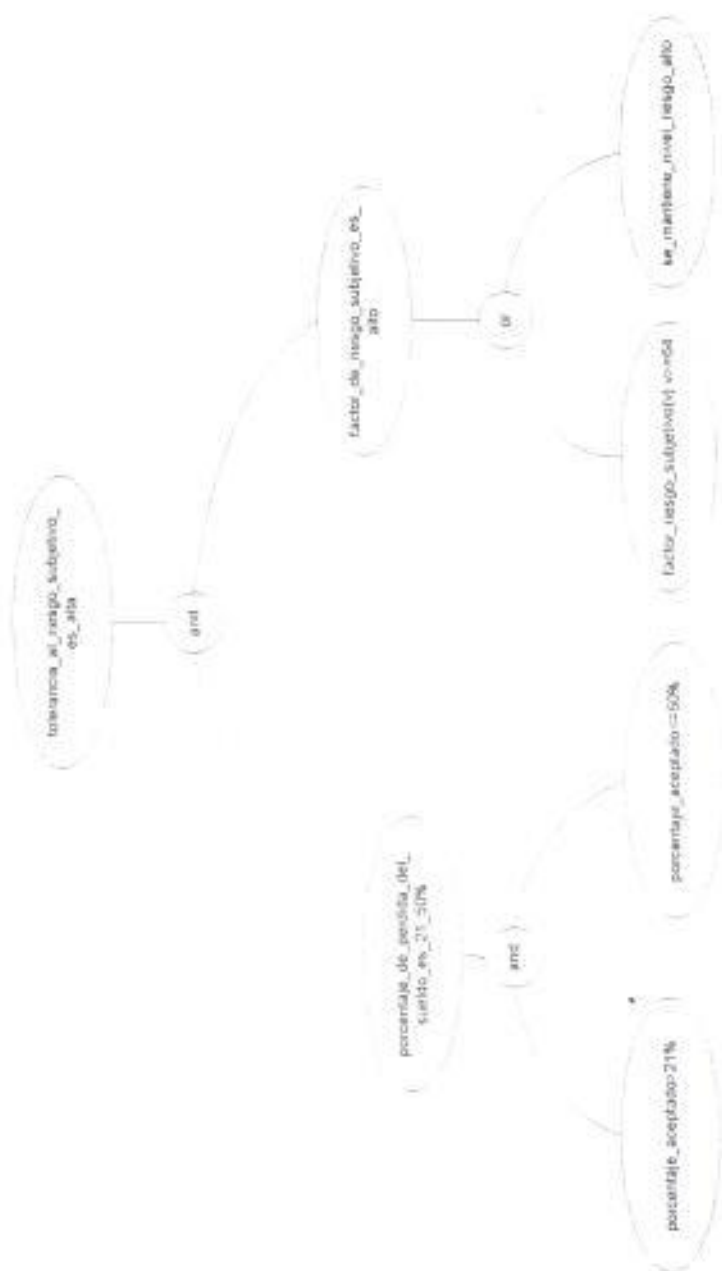 tolerancia_al_riesgo_subjetivo_
es_alta
and
factor_de_riesgo_subjetivo_es_
alto
porcentaje_de_perdida_del_
sueldo_es_21_50%
or
and
se_mantiene_nivel_riesgo_alto
porcentaje_aceptado<=50%
porcentaje_aceptado>21%